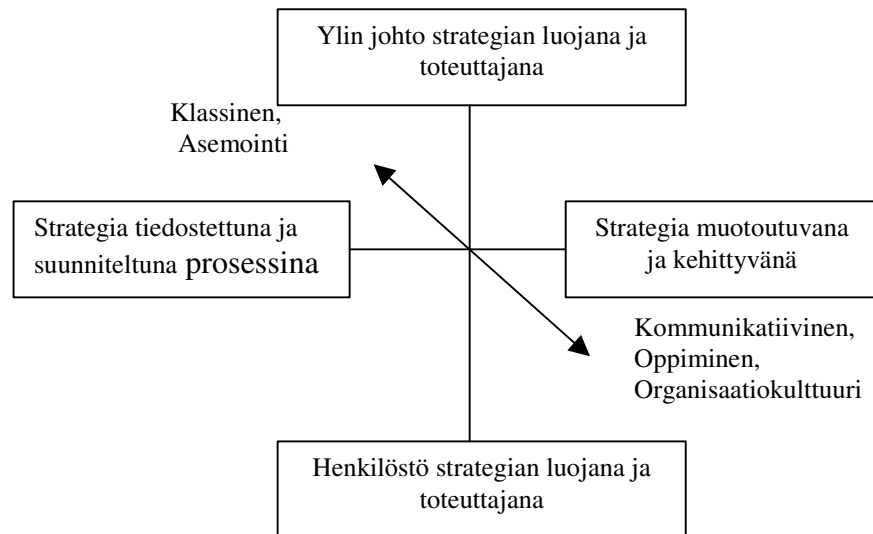 Ylin johto strategian luojana ja
toteuttajana
Klassinen,
Asemointi
Strategia tiedostettuna ja
suunniteltuna prosessina
Strategia muotoutuvana
ja kehittyvänä
Kommunikatiivinen,
Oppiminen,
Organisaatiokulttuuri
Henkilöstö strategian luojana ja
toteuttajana